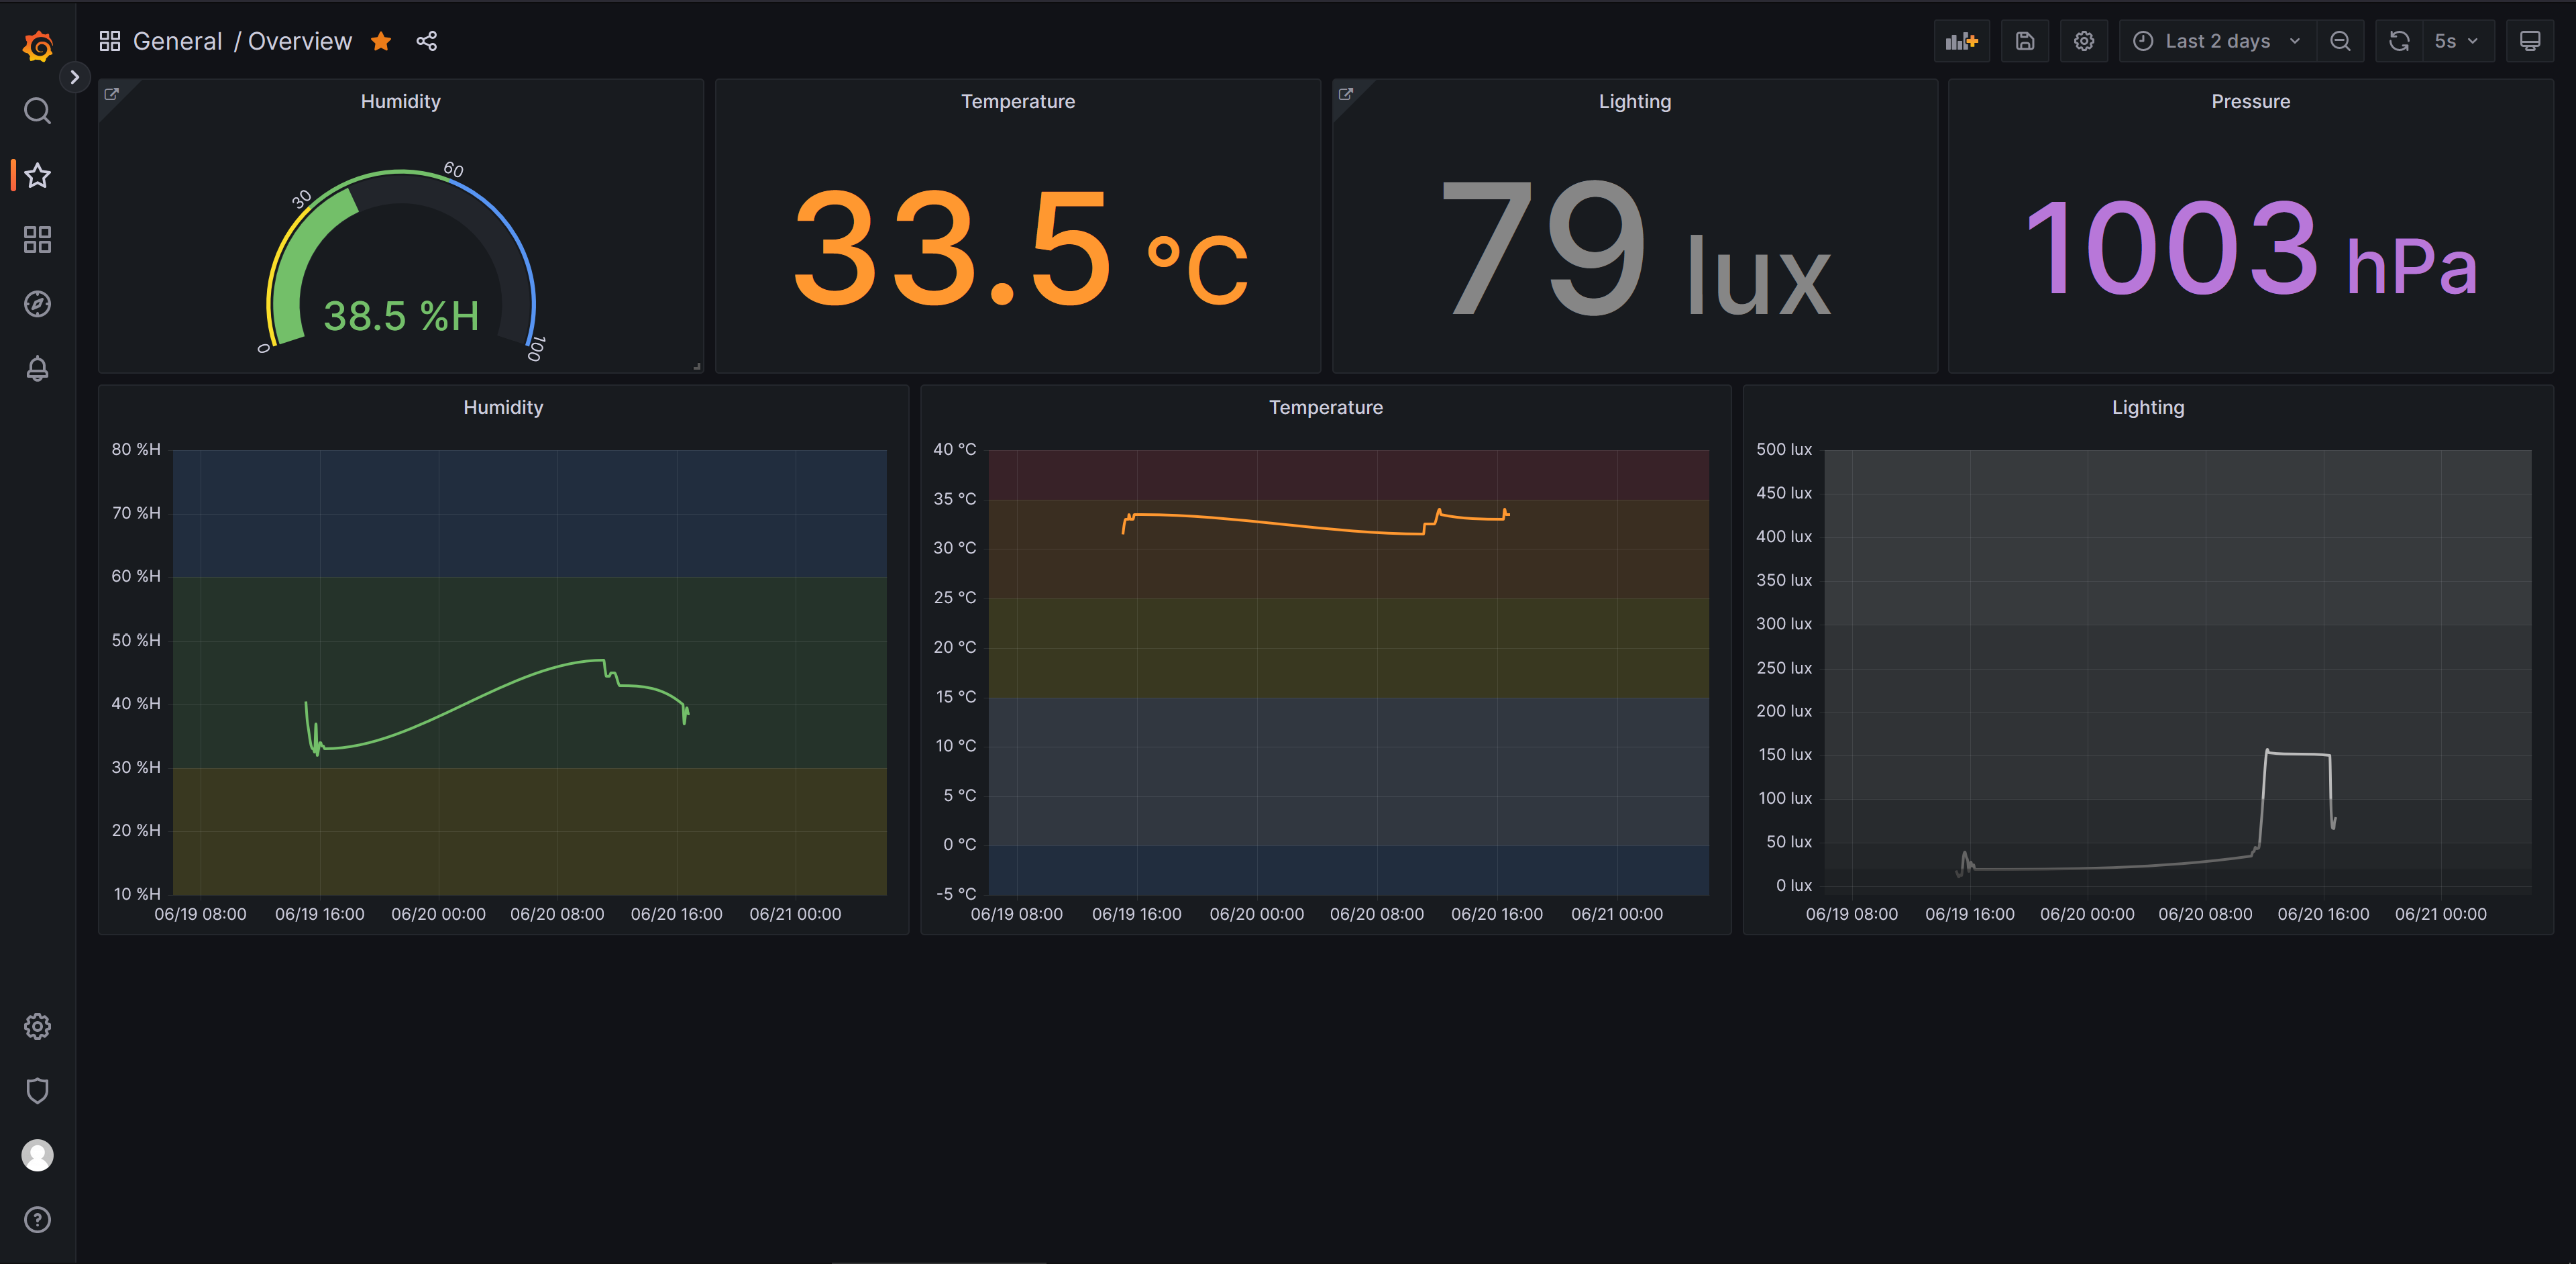 General / Overview
Last 2 days
5s
Humidity
0
30
60
100
38.5 %H
Temperature
33.5 °C
Lighting
79 lux
Pressure
1003 hPa
Humidity
80 %H
70 %H
60 %H
50 %H
40 %H
30 %H
20 %H
10 %H
06/19 08:00 06/19 16:00 06/20 00:00 06/20 08:00 06/20 16:00 06/21 00:00
Temperature
40 °C
35 °C
30 °C
25 °C
20 °C
15 °C
10 °C
5 °C
0 °C
-5 °C
06/19 08:00 06/19 16:00 06/20 00:00 06/20 08:00 06/20 16:00 06/21 00:00
Lighting
500 lux
450 lux
400 lux
350 lux
300 lux
250 lux
200 lux
150 lux
100 lux
50 lux
0 lux
06/19 08:00 06/19 16:00 06/20 00:00 06/20 08:00 06/20 16:00 06/21 00:00